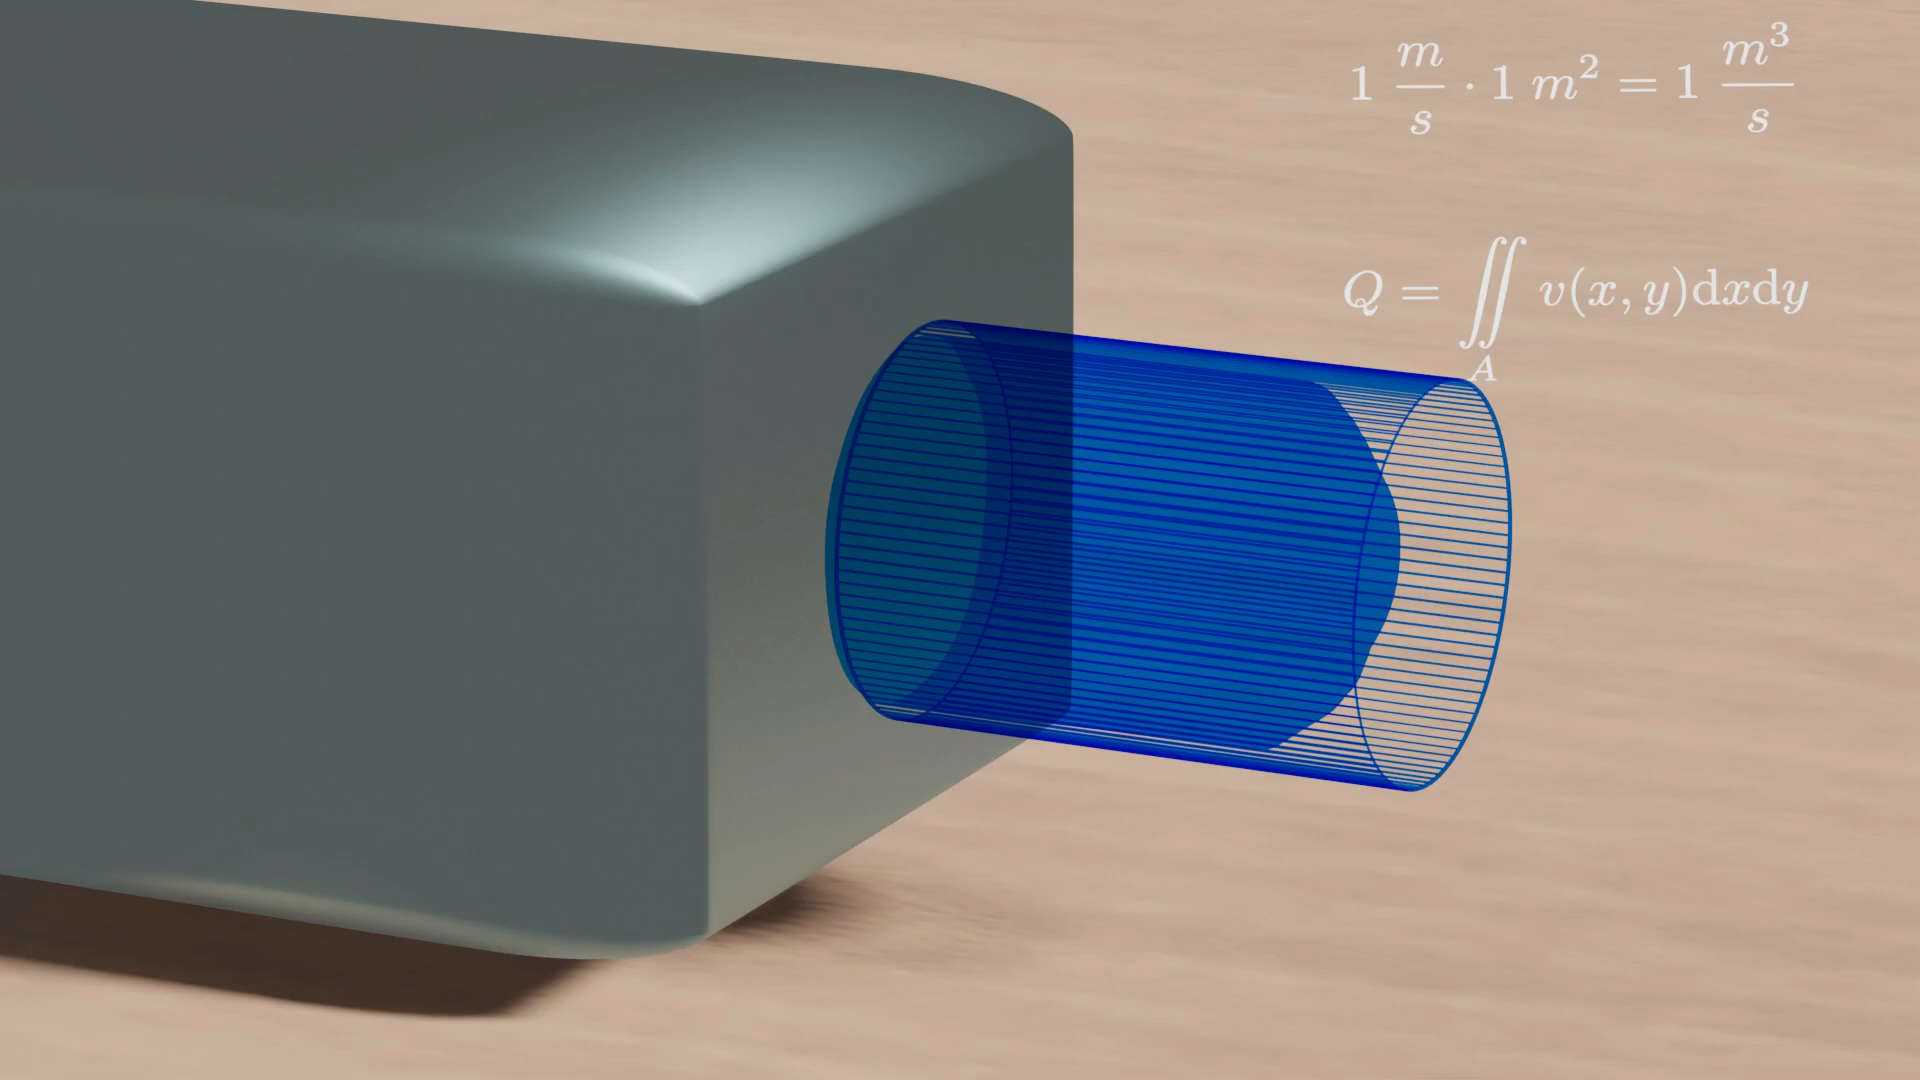 1 m/s · 1 m² = 1 m³/s
Q = ∬_A v(x, y)dxdy